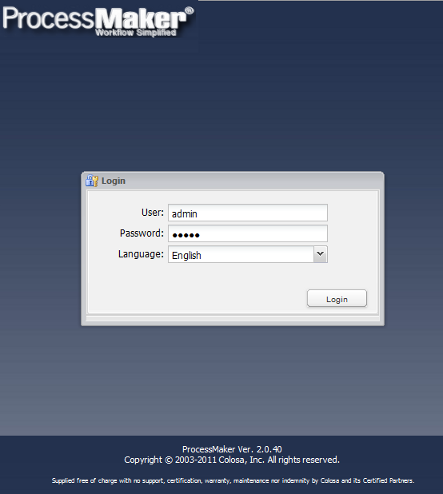 ProcessMaker®
Workflow Simplified
Login
User: admin
Password: ●●●●●
Language: English
Login
ProcessMaker Ver. 2.0.40
Copyright © 2003-2011 Colosa, Inc. All rights reserved.
Supplied free of charge with no support, certification, warranty, maintenance nor indemnity by Colosa and its Certified Partners.